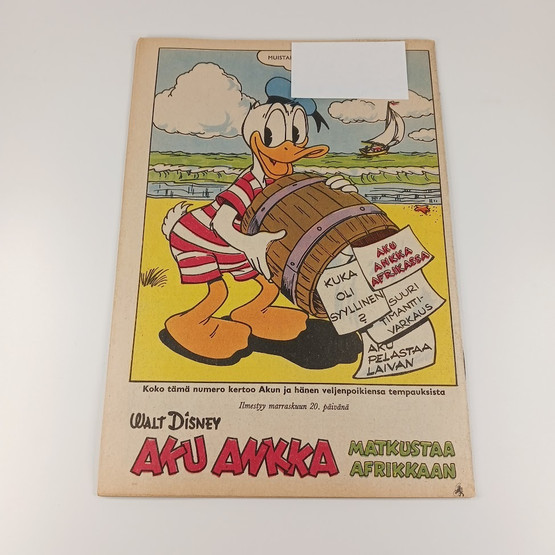 AKU
ANKKA
AFRIKASSA
KUKA
OLI
SYYLLINEN
?
SUURI
TIMANTTI-
VARKAUS
AKU
PELASTAA
LAIVAN
Koko tämä numero kertoo Akun ja hänen veljenpoikiensa tempauksista
Ilmestyy marraskuun 20. päivänä
WALT DISNEY
AKU ANKKA
MATKUSTAA
AFRIKKAAN